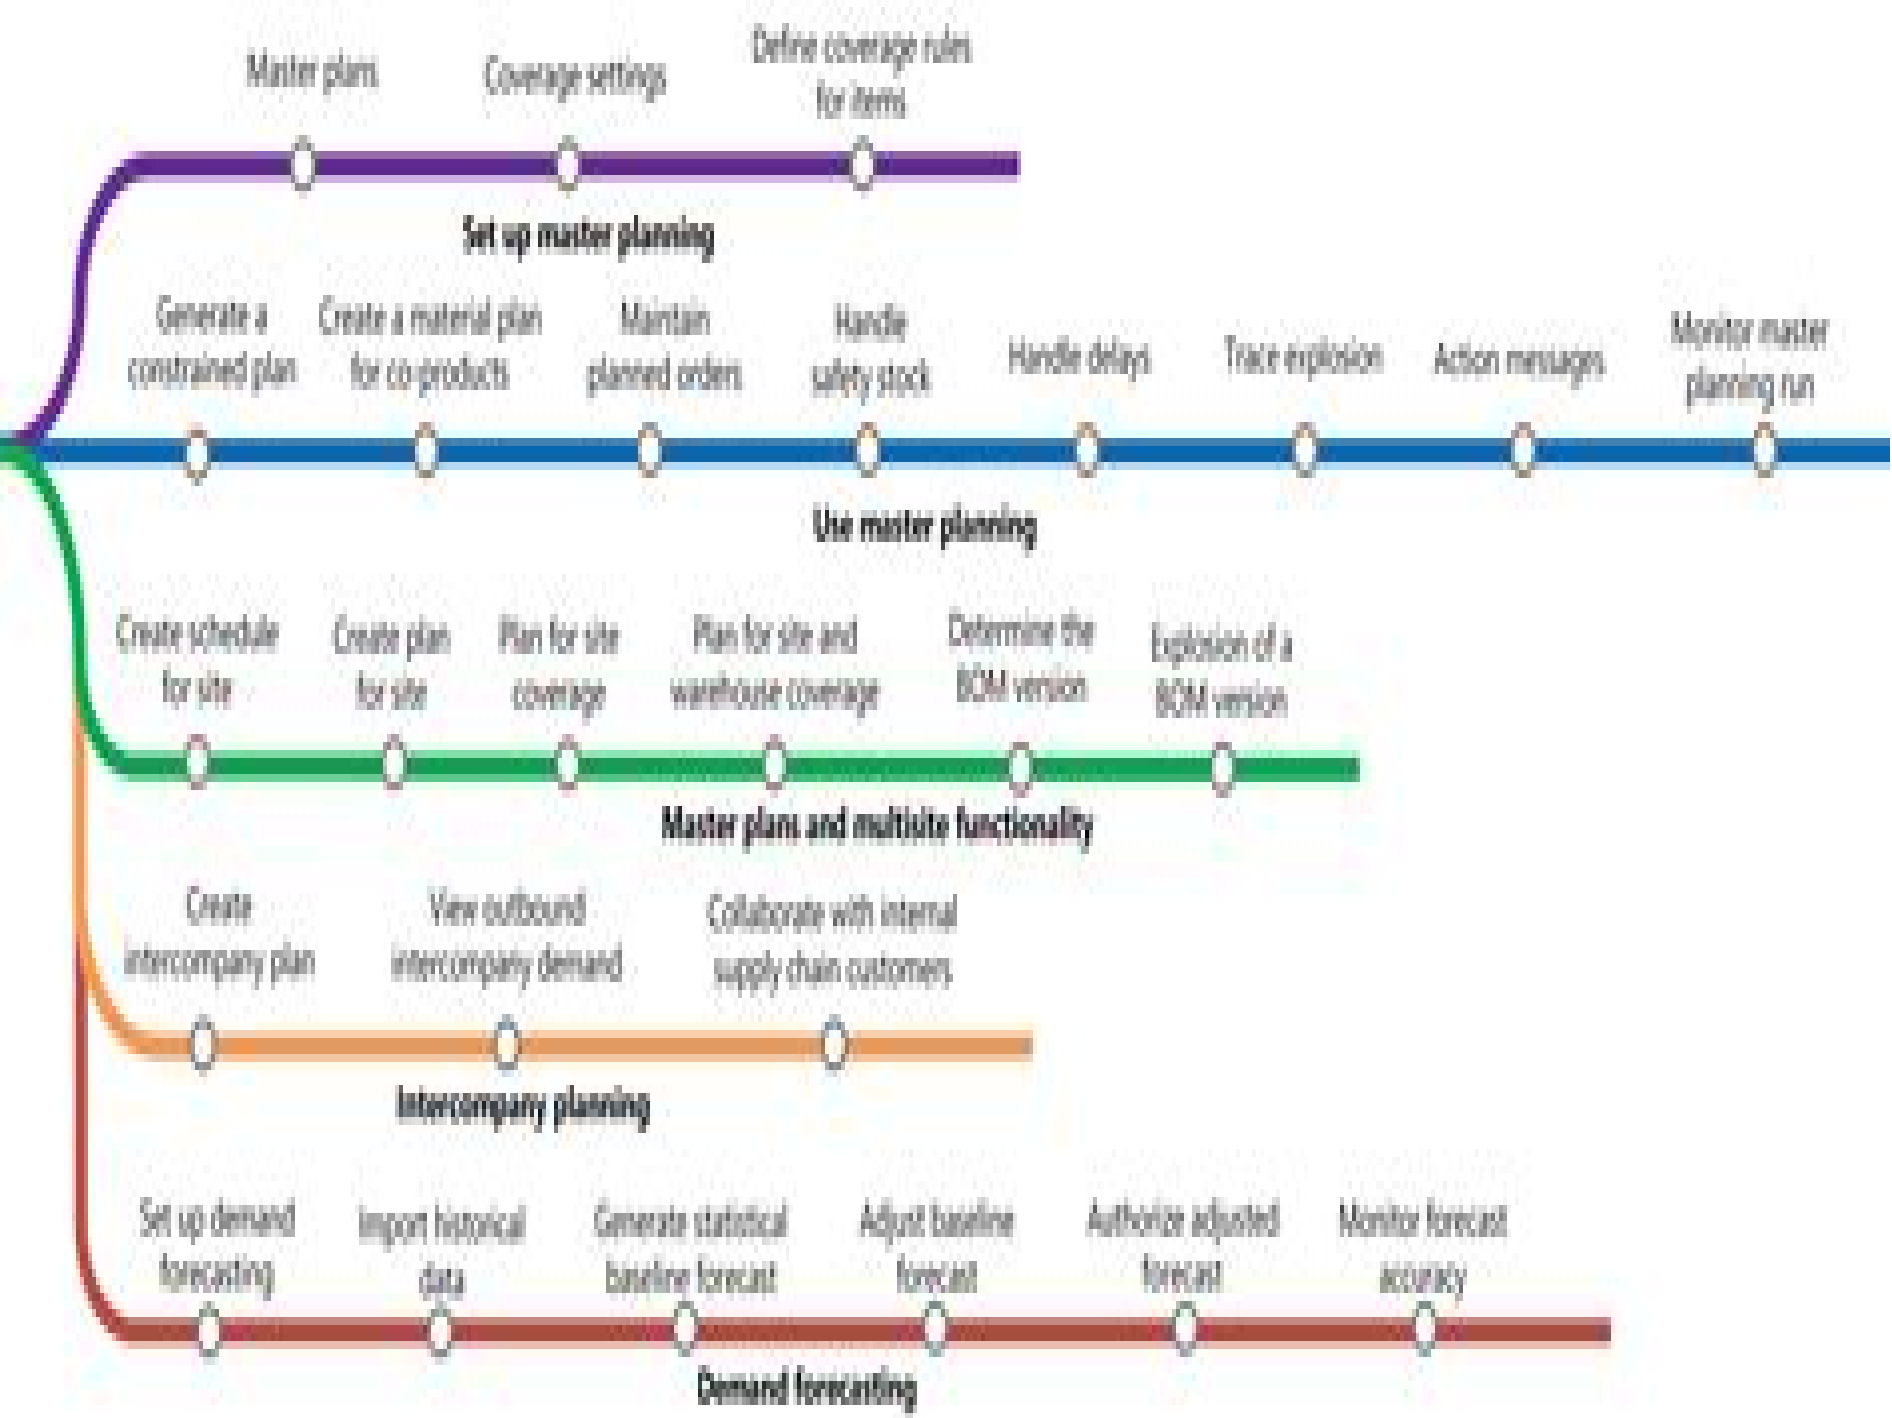 Master plans
Coverage settings
Define coverage rules
for items
Set up master planning
Generate a
constrained plan
Create a material plan
for co-products
Maintain
planned orders
Handle
safety stock
Handle delays
Trace explosion
Action messages
Monitor master
planning run
Use master planning
Create schedule
for site
Create plan
for site
Plan for site
coverage
Plan for site and
warehouse coverage
Determine the
BOM version
Explosion of a
BOM version
Master plans and multisite functionality
Create
intercompany plan
View outbound
intercompany demand
Collaborate with internal
supply chain customers
Intercompany planning
Set up demand
forecasting
Import historical
data
Generate statistical
baseline forecast
Adjust baseline
forecast
Authorize adjusted
forecast
Monitor forecast
accuracy
Demand forecasting